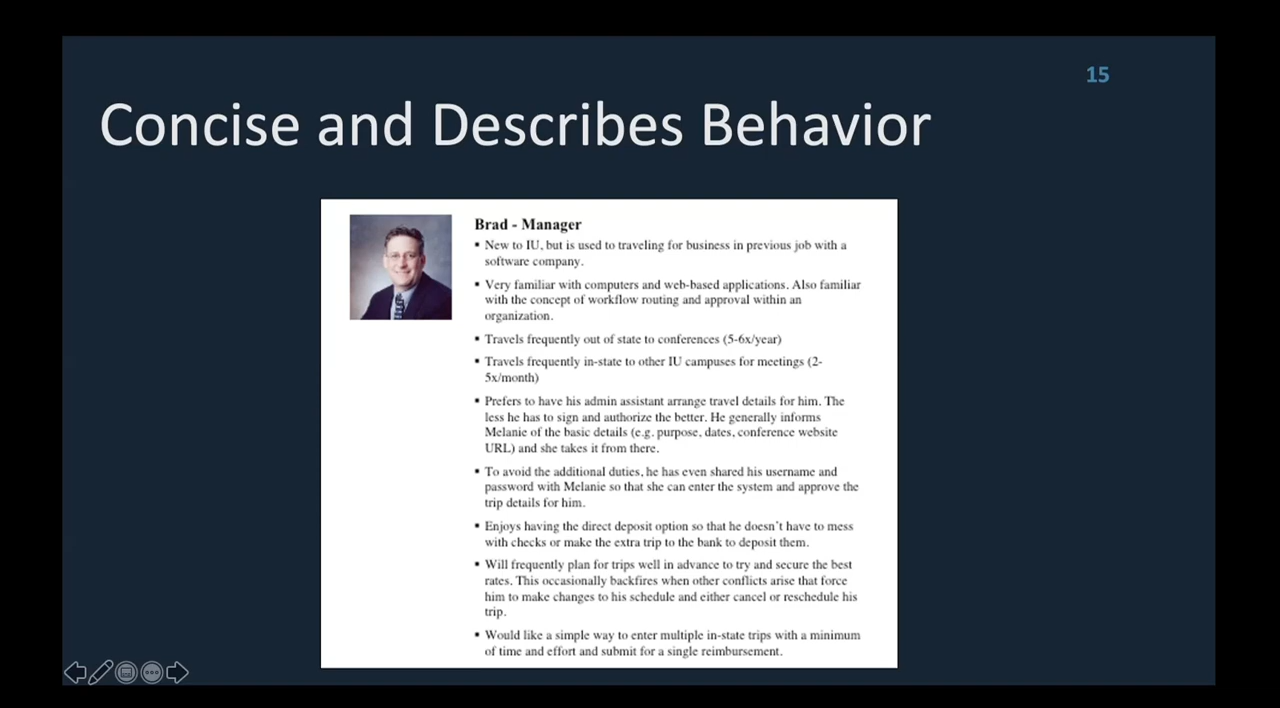 15
Concise and Describes Behavior
Brad - Manager
▪ New to IU, but is used to traveling for business in previous job with a
software company.
▪ Very familiar with computers and web-based applications. Also familiar
with the concept of workflow routing and approval within an
organization.
▪ Travels frequently out of state to conferences (5-6x/year)
▪ Travels frequently in-state to other IU campuses for meetings (2-
5x/month)
▪ Prefers to have his admin assistant arrange travel details for him. The
less he has to sign and authorize the better. He generally informs
Melanie of the basic details (e.g. purpose, dates, conference website
URL) and she takes it from there.
▪ To avoid the additional duties, he has even shared his username and
password with Melanie so that she can enter the system and approve the
trip details for him.
▪ Enjoys having the direct deposit option so that he doesn't have to mess
with checks or make the extra trip to the bank to deposit them.
▪ Will frequently plan for trips well in advance to try and secure the best
rates. This occasionally backfires when other conflicts arise that force
him to make changes to his schedule and either cancel or reschedule his
trip.
▪ Would like a simple way to enter multiple in-state trips with a minimum
of time and effort and submit for a single reimbursement.